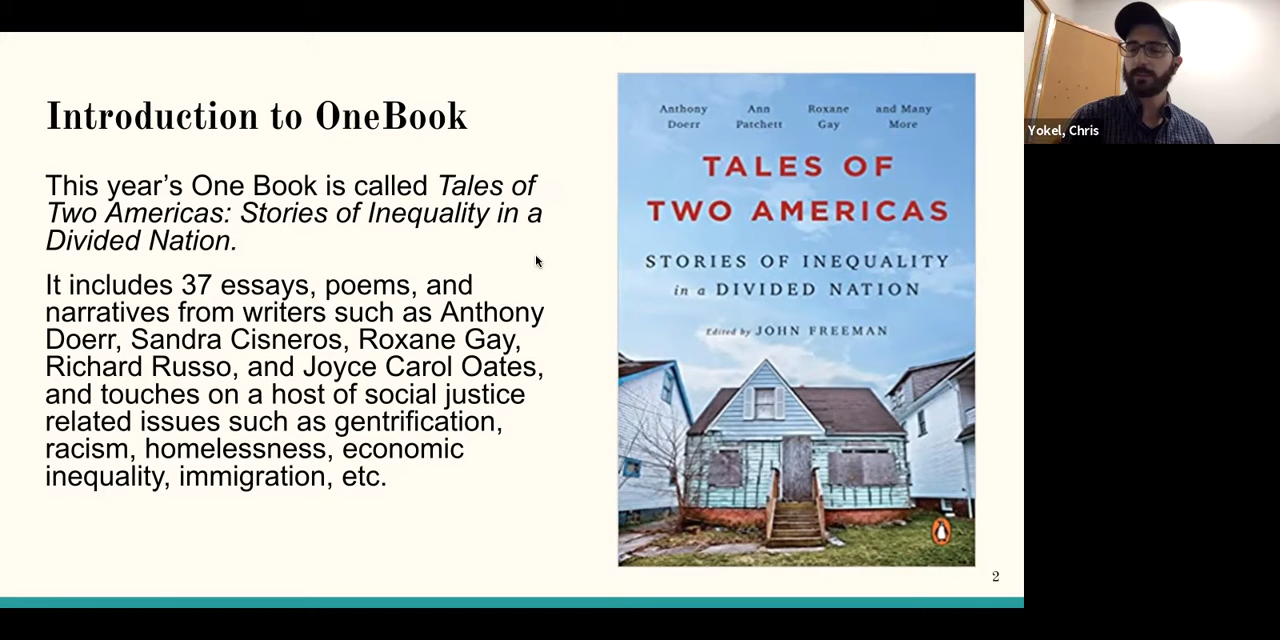 Introduction to OneBook
This year's One Book is called Tales of
Two Americas: Stories of Inequality in a
Divided Nation.
It includes 37 essays, poems, and
narratives from writers such as Anthony
Doerr, Sandra Cisneros, Roxane Gay,
Richard Russo, and Joyce Carol Oates,
and touches on a host of social justice
related issues such as gentrification,
racism, homelessness, economic
inequality, immigration, etc.
Anthony Ann Roxane and Many
Doerr Patchett Gay More
TALES OF
TWO AMERICAS
STORIES OF INEQUALITY
in a DIVIDED NATION
Edited by JOHN FREEMAN
2
Yokel, Chris